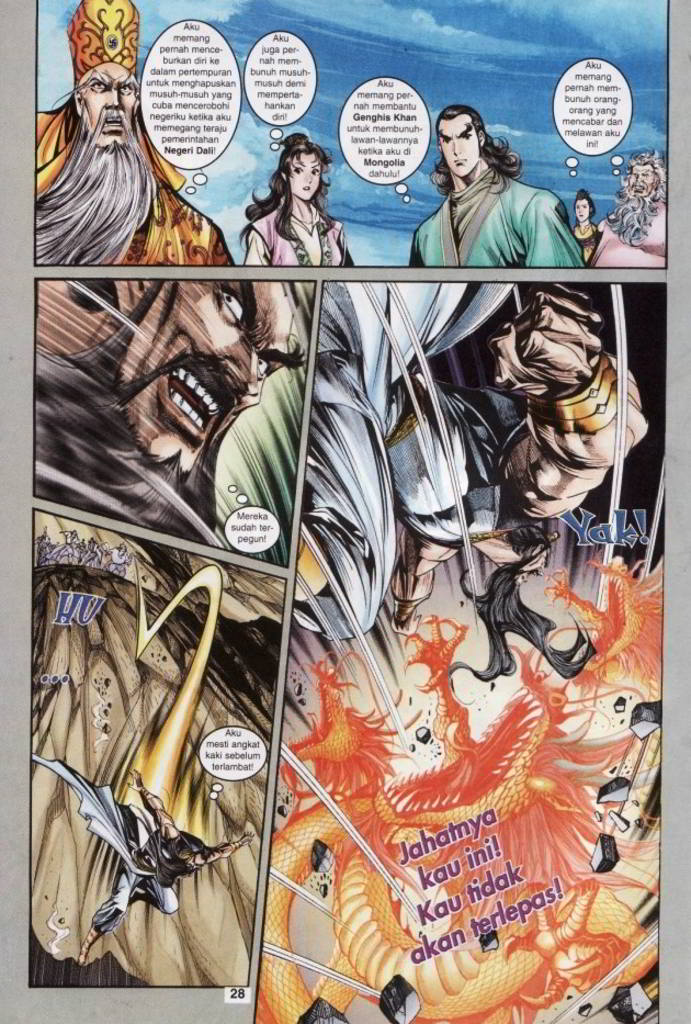 Aku
memang
pernah mence-
burkan diri ke
dalam pertempuran
untuk menghapuskan
musuh-musuh yang
cuba mencerobohi
negeriku ketika aku
memegang teraju
pemerintahan
Negeri Dali!
Aku
juga per-
nah mem-
bunuh musuh-
musuh demi
memperta-
hankan
diri!
Aku
memang per-
nah membantu
Genghis Khan
untuk membunuh-
lawan-lawannya
ketika aku di
Mongolia
dahulu!
Aku
memang per-
nah mem-
bunuh orang-
orang yang
mencabar dan
melawan aku
ini!
Mereka
sudah ter-
pegun!
Yak!
HU
...
Aku
mesti angkat
kaki sebelum
terlambat!
Jahatnya
kau ini!
Kau tidak
akan terlepas!
28